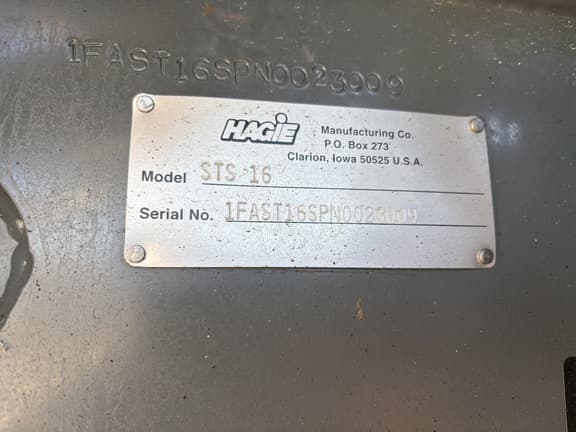 1FAST16SPN0023009
HAGIE Manufacturing Co.
P.O. Box 273
Clarion, Iowa 50525 U.S.A.
Model STS 16
Serial No. 1FAST16SPN0023009